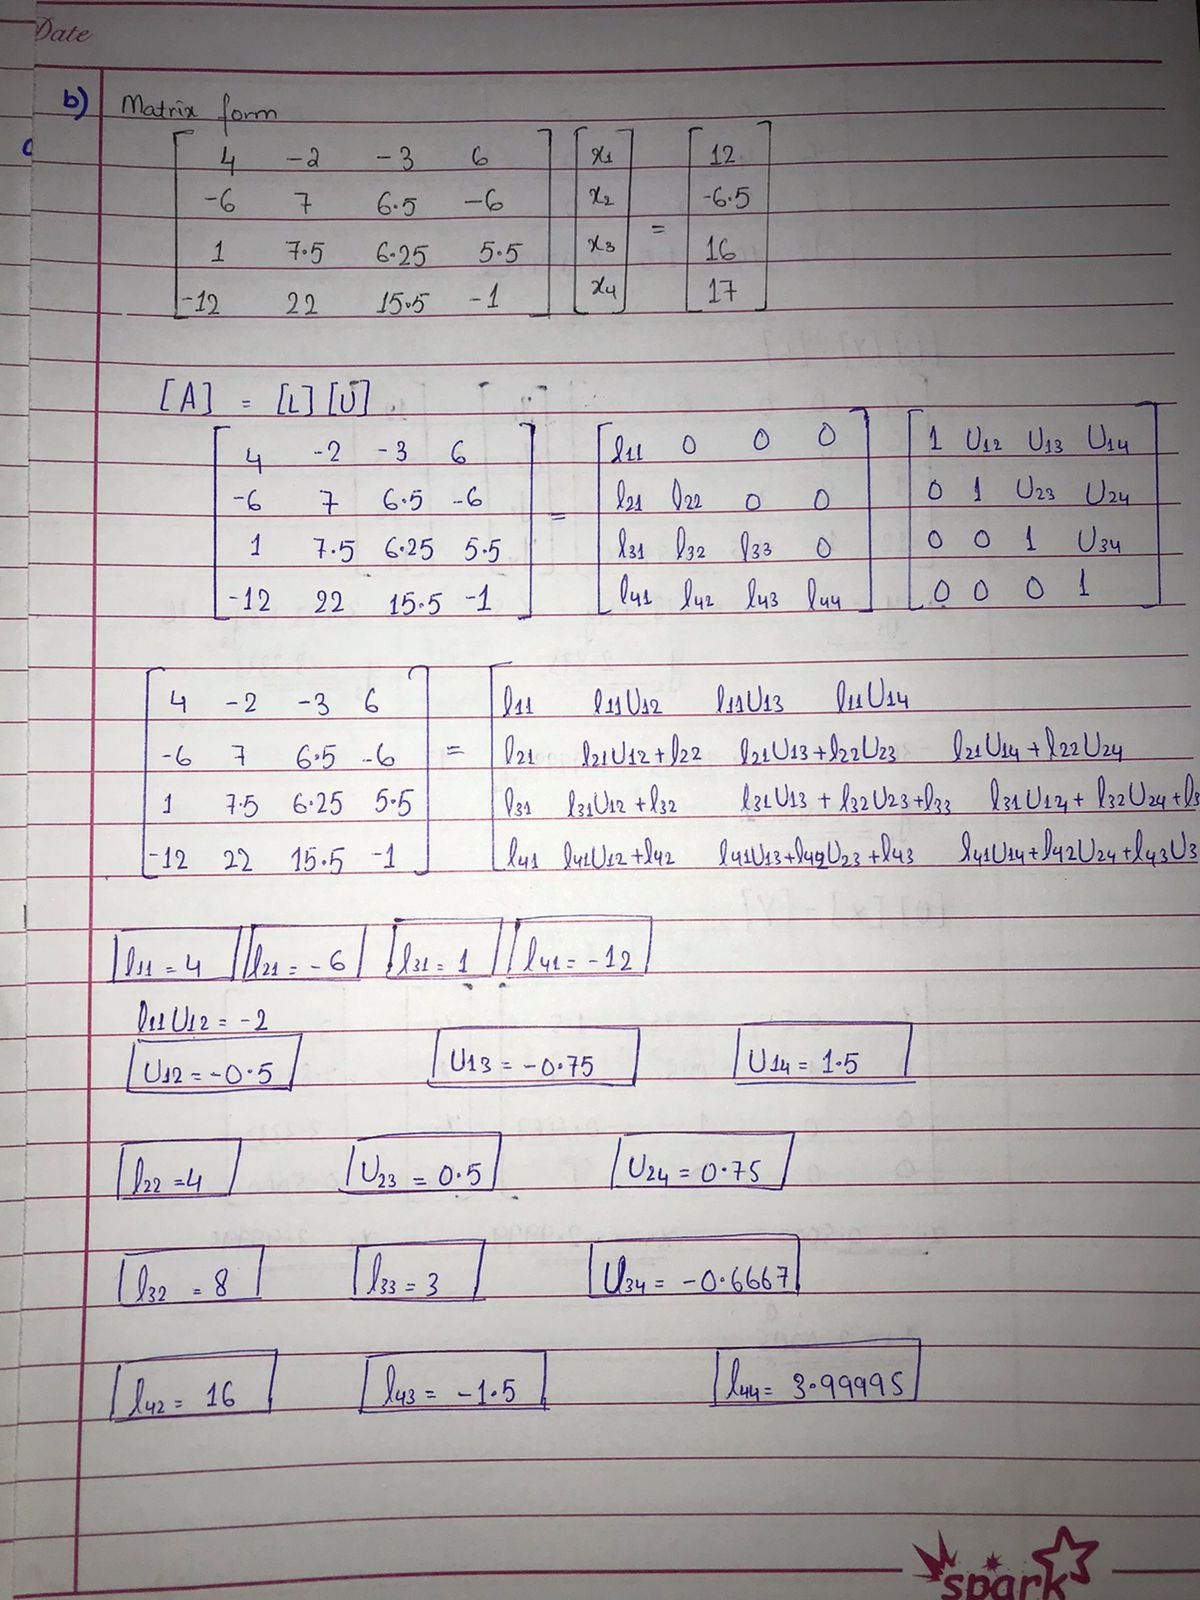 Date
b) Matrix form
[ 4 -2 -3 6 ] [ x1 ] [ 12 ]
[ -6 7 6.5 -6 ] [ x2 ] = [ -6.5 ]
[ 1 7.5 6.25 5.5 ] [ x3 ] [ 16 ]
[ -12 22 15.5 -1 ] [ x4 ] [ 17 ]
[A] = [L] [U]
[ 4 -2 -3 6 ] [ l11 0 0 0 ] [ 1 U12 U13 U14 ]
[ -6 7 6.5 -6 ] = [ l21 l22 0 0 ] [ 0 1 U23 U24 ]
[ 1 7.5 6.25 5.5 ] [ l31 l32 l33 0 ] [ 0 0 1 U34 ]
[ -12 22 15.5 -1 ] [ l41 l42 l43 l44 ] [ 0 0 0 1 ]
[ 4 -2 -3 6 ] [ l11 l11U12 l11U13 l11U14
[ -6 7 6.5 -6 ] = [ l21 l21U12+l22 l21U13+l22U23 l21U14+l22U24
[ 1 7.5 6.25 5.5 ] [ l31 l31U12+l32 l31U13+l32U23+l33 l31U14+l32U24+l3
[ -12 22 15.5 -1 ] [ l41 l41U12+l42 l41U13+l42U23+l43 l41U14+l42U24+l43U3
l11 = 4 l21 = -6 l31 = 1 l41 = -12
l11U12 = -2
U12 = -0.5 U13 = -0.75 U14 = 1.5
l22 = 4 U23 = 0.5 U24 = 0.75
l32 = 8 l33 = 3 U34 = -0.6667
l42 = 16 l43 = -1.5 l44 = 3.99995
spark